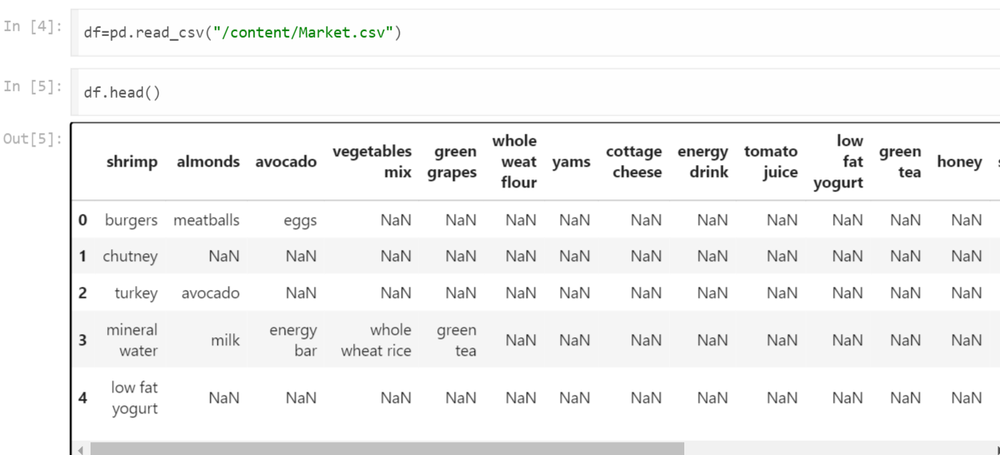 In [4]: df=pd.read_csv("/content/Market.csv")
In [5]: df.head()
Out[5]:
shrimp almonds avocado vegetables mix green grapes whole weat flour yams cottage cheese energy drink tomato juice low fat yogurt green tea honey
0 burgers meatballs eggs NaN NaN NaN NaN NaN NaN NaN NaN NaN NaN
1 chutney NaN NaN NaN NaN NaN NaN NaN NaN NaN NaN NaN NaN
2 turkey avocado NaN NaN NaN NaN NaN NaN NaN NaN NaN NaN NaN
3 mineral water milk energy bar whole wheat rice green tea NaN NaN NaN NaN NaN NaN NaN NaN
4 low fat yogurt NaN NaN NaN NaN NaN NaN NaN NaN NaN NaN NaN NaN